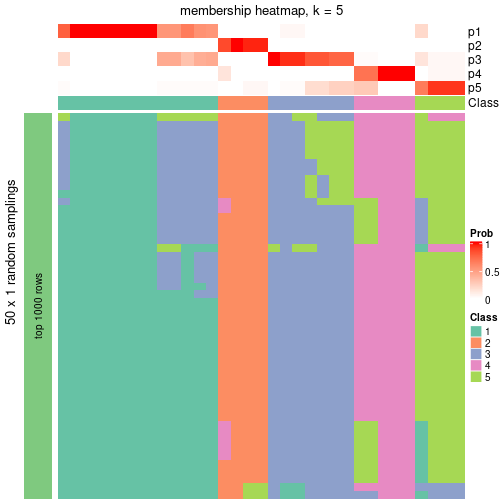 membership heatmap, k = 5
p1
p2
p3
p4
p5
Class
50 x 1 random samplings
top 1000 rows
Prob
1
0.5
0
Class
1
2
3
4
5